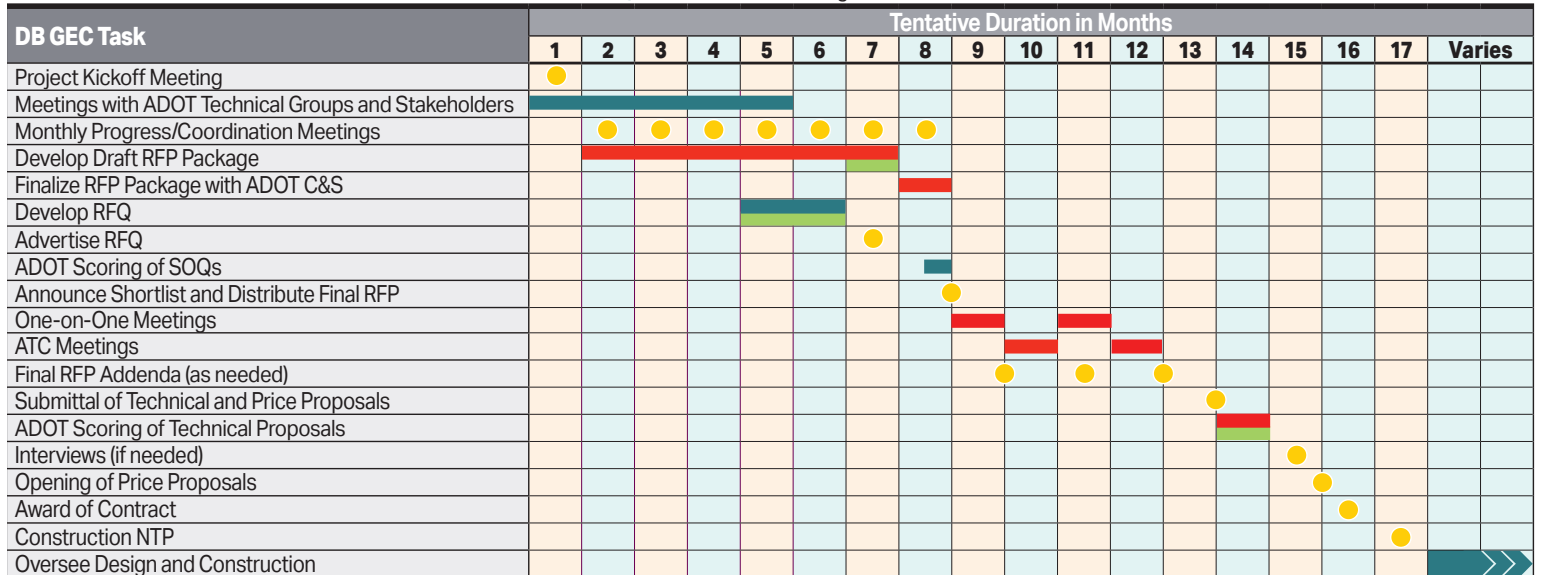 DB GEC Task
Tentative Duration in Months
1 2 3 4 5 6 7 8 9 10 11 12 13 14 15 16 17 Varies
Project Kickoff Meeting
Meetings with ADOT Technical Groups and Stakeholders
Monthly Progress/Coordination Meetings
Develop Draft RFP Package
Finalize RFP Package with ADOT C&S
Develop RFQ
Advertise RFQ
ADOT Scoring of SOQs
Announce Shortlist and Distribute Final RFP
One-on-One Meetings
ATC Meetings
Final RFP Addenda (as needed)
Submittal of Technical and Price Proposals
ADOT Scoring of Technical Proposals
Interviews (if needed)
Opening of Price Proposals
Award of Contract
Construction NTP
Oversee Design and Construction